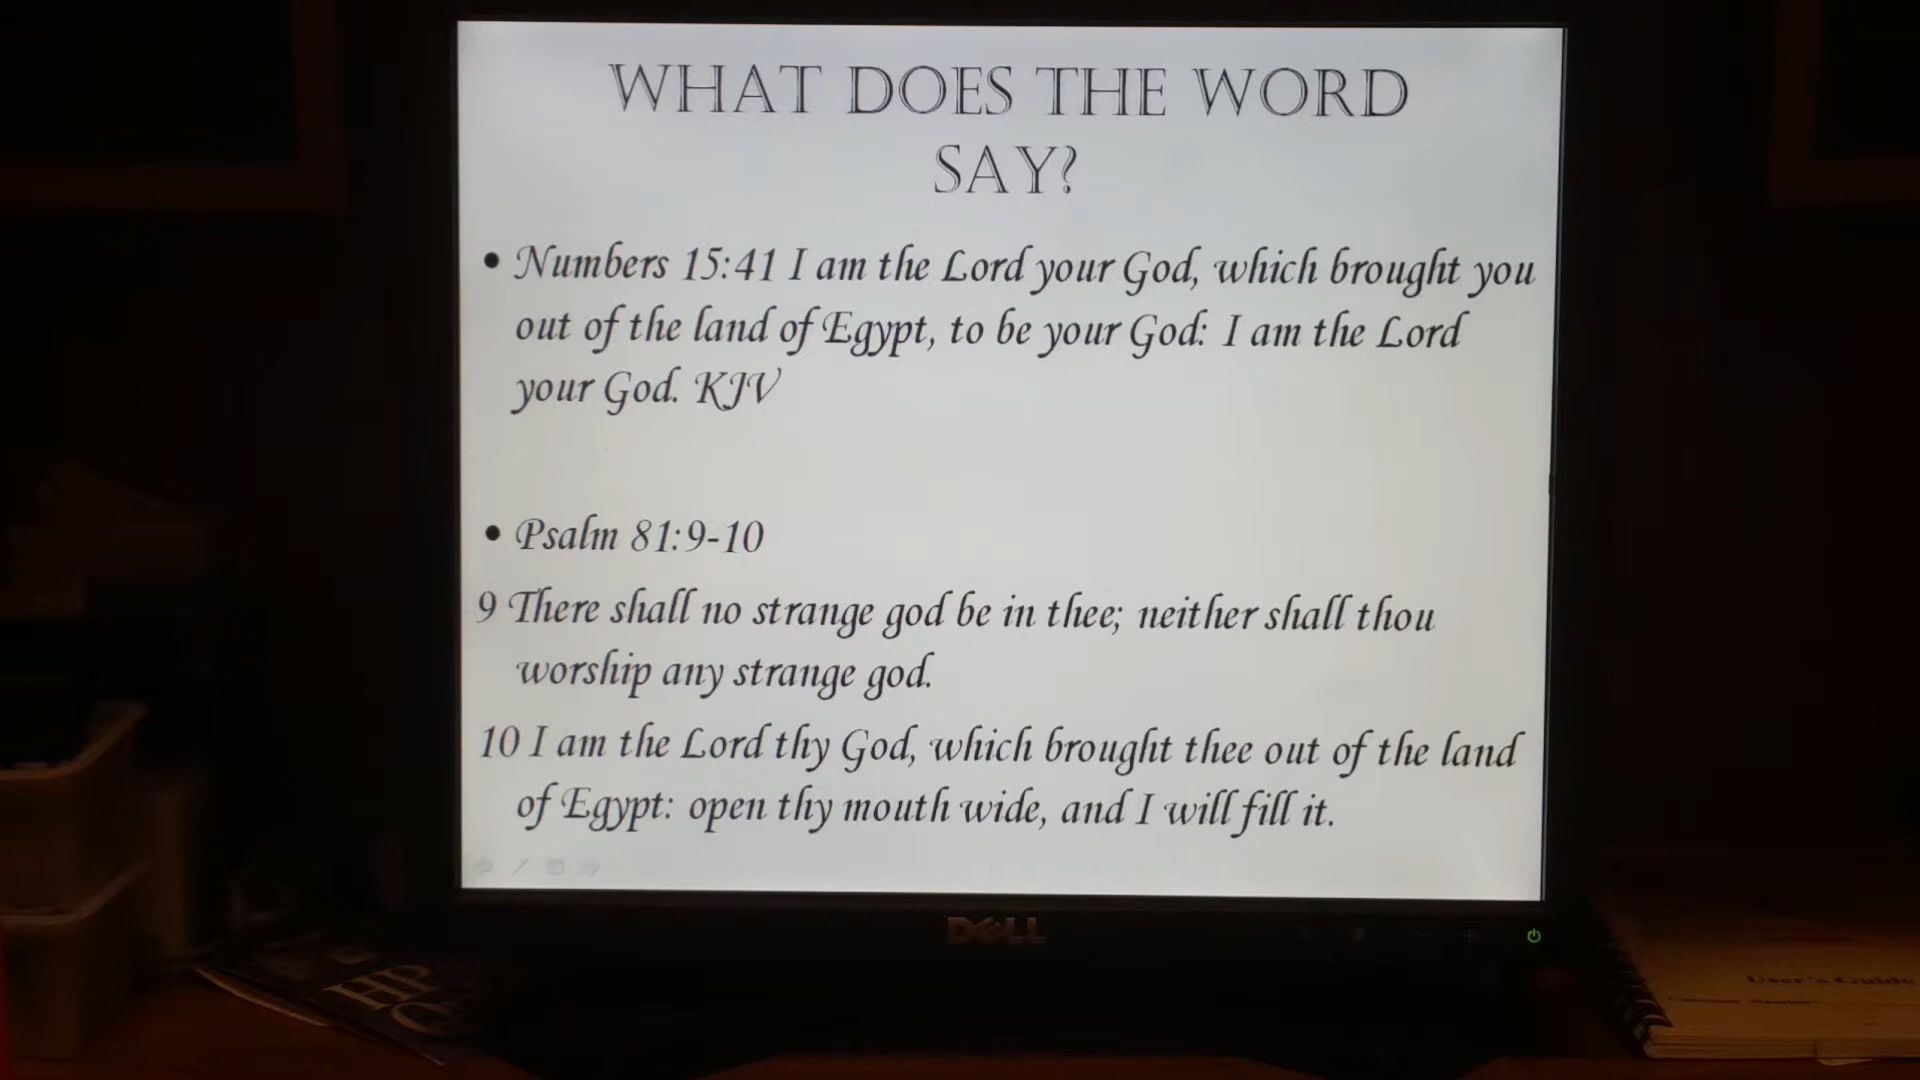 WHAT DOES THE WORD
SAY?
• Numbers 15:41 I am the Lord your God, which brought you
out of the land of Egypt, to be your God: I am the Lord
your God. KJV
• Psalm 81:9-10
9 There shall no strange god be in thee; neither shall thou
worship any strange god.
10 I am the Lord thy God, which brought thee out of the land
of Egypt: open thy mouth wide, and I will fill it.
DELL
User's Guide